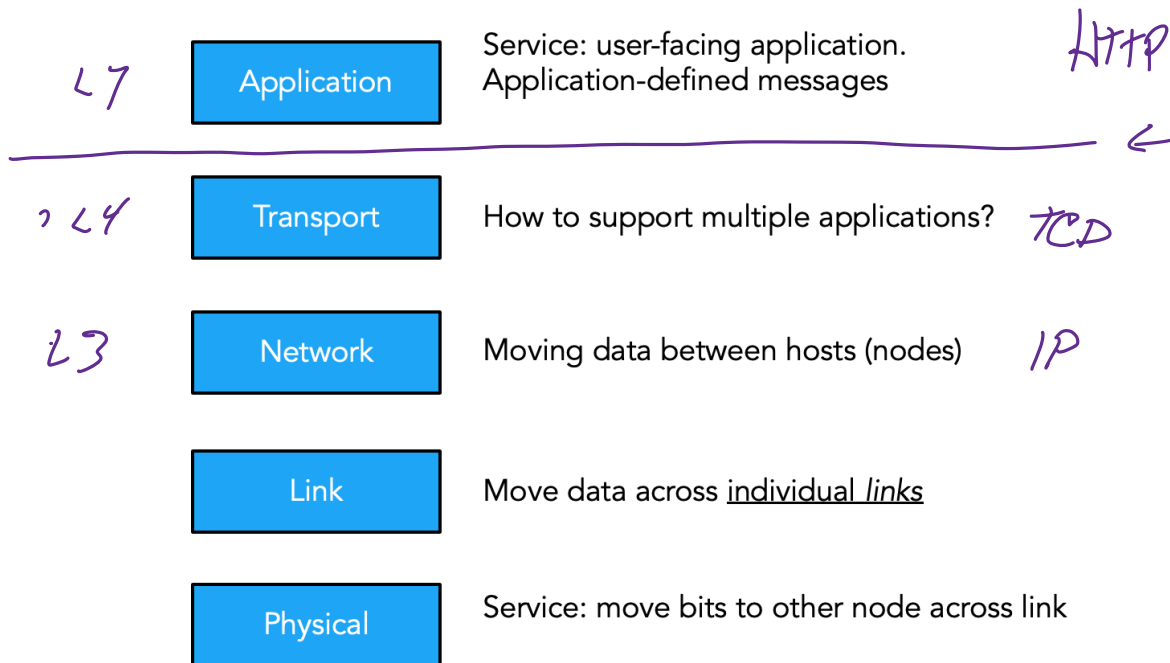 Service: user-facing application.
HTTP
L7
Application
Application-defined messages
L4
Transport
How to support multiple applications?
TCP
L3
Network
Moving data between hosts (nodes)
IP
Link
Move data across individual links
Physical
Service: move bits to other node across link